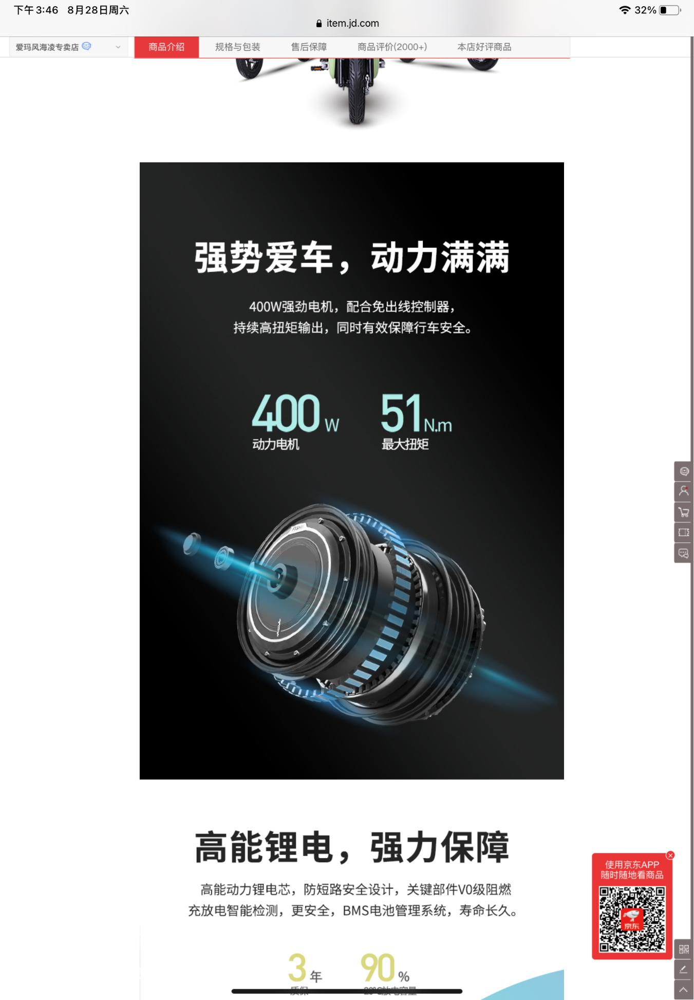 下午3:46 8月28日周六
32%
item.jd.com
爱玛风海凌专卖店
商品介绍 规格与包装 售后保障 商品评价(2000+) 本店好评商品
强势爱车，动力满满
400W强劲电机，配合免出线控制器，
持续高扭矩输出，同时有效保障行车安全。
400 W 51 N.m
动力电机 最大扭矩
高能锂电，强力保障
高能动力锂电芯，防短路安全设计，关键部件V0级阻燃
充放电智能检测，更安全，BMS电池管理系统，寿命长久。
3 年 90 %
使用京东APP
随时随地看商品
京东